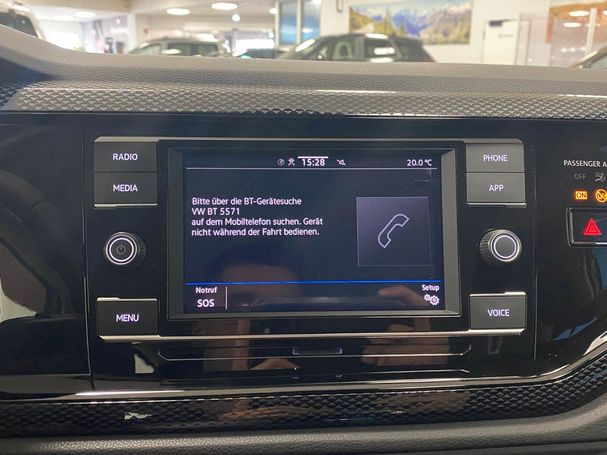 RADIO
MEDIA
MENU
15:28
20.0 °C
Bitte über die BT-Gerätesuche
VW BT 5571
auf dem Mobiltelefon suchen. Gerät
nicht während der Fahrt bedienen.
Notruf
SOS
Setup
PHONE
APP
VOICE
PASSENGER A
OFF
ON